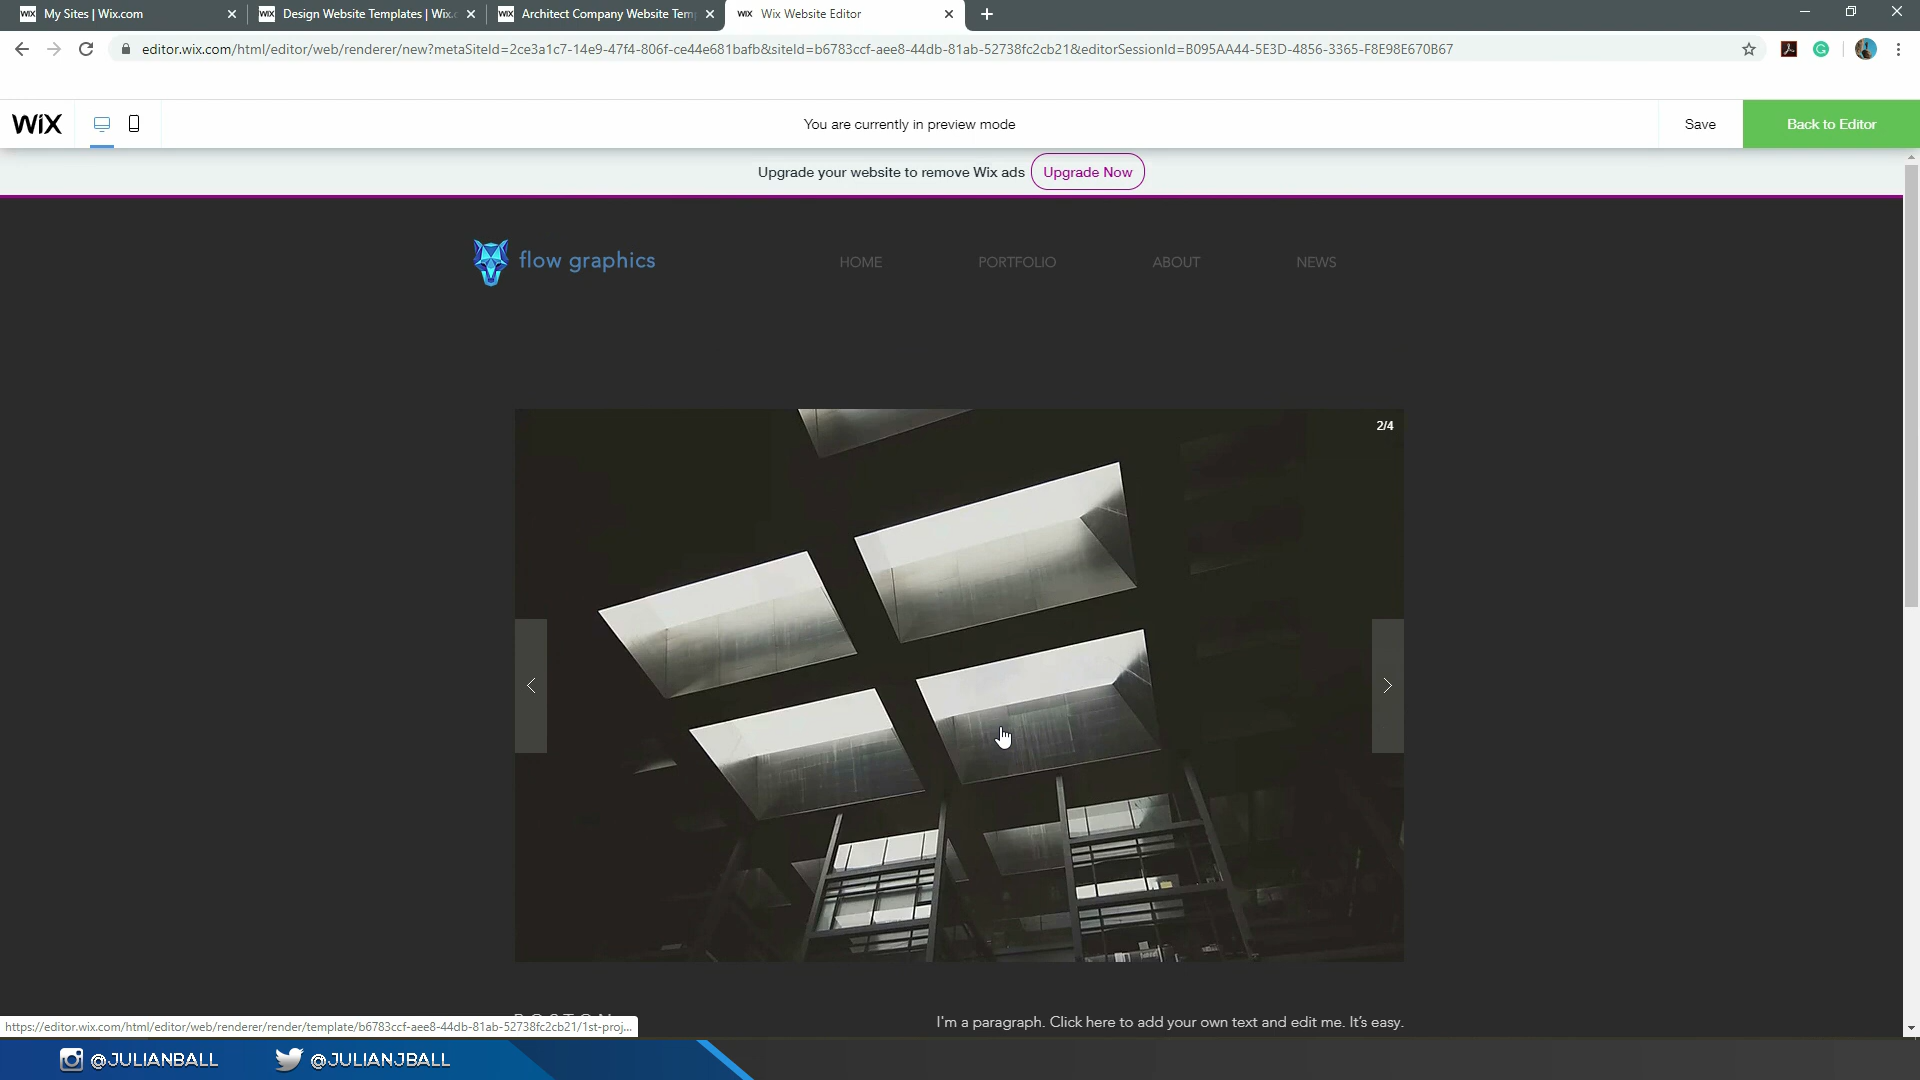 WIX My Sites | Wix.com
WIX Design Website Templates | Wix.c
WIX Architect Company Website Tem
WIX Wix Website Editor
editor.wix.com/html/editor/web/renderer/new?metaSiteId=2ce3a1c7-14e9-47f4-806f-ce44e681bafb&siteId=b6783ccf-aee8-44db-81ab-52738fc2cb21&editorSessionId=B095AA44-5E3D-4856-3365-F8E98E670B67
WIX
You are currently in preview mode
Save
Back to Editor
Upgrade your website to remove Wix ads
Upgrade Now
flow graphics
HOME
PORTFOLIO
ABOUT
NEWS
2/4
BOSTON
I'm a paragraph. Click here to add your own text and edit me. It's easy.
https://editor.wix.com/html/editor/web/renderer/render/template/b6783ccf-aee8-44db-81ab-52738fc2cb21/1st-proj...
@JULIANBALL
@JULIANJBALL